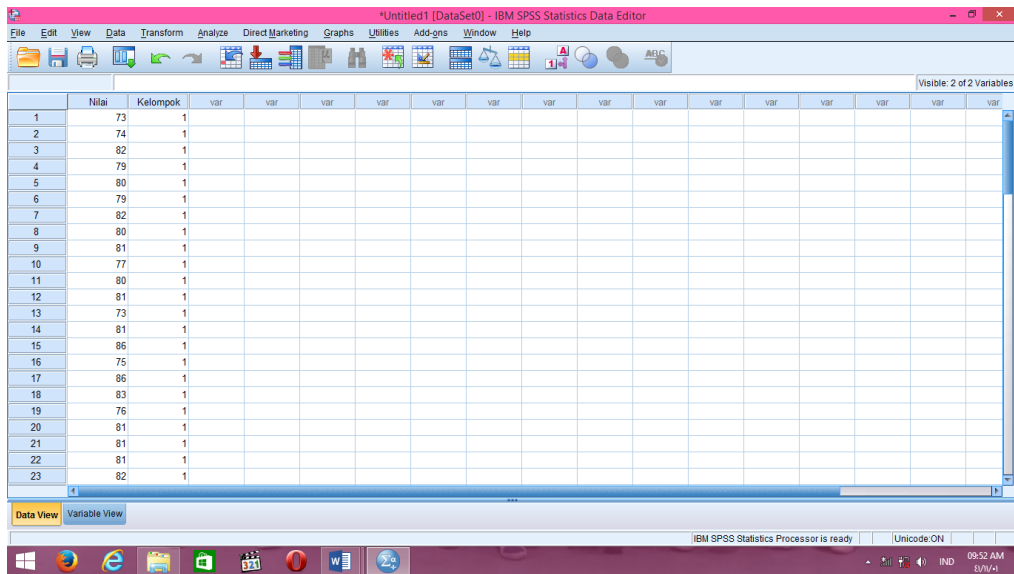 *Untitled1 [DataSet0] - IBM SPSS Statistics Data Editor
File Edit View Data Transform Analyze Direct Marketing Graphs Utilities Add-ons Window Help
Visible: 2 of 2 Variables
Nilai Kelompok var var var var var var var var var var var var var var var
1 73 1
2 74 1
3 82 1
4 79 1
5 80 1
6 79 1
7 82 1
8 80 1
9 81 1
10 77 1
11 80 1
12 81 1
13 73 1
14 81 1
15 86 1
16 75 1
17 86 1
18 83 1
19 76 1
20 81 1
21 81 1
22 81 1
23 82 1
Data View Variable View
IBM SPSS Statistics Processor is ready Unicode:ON
IND 09:52 AM